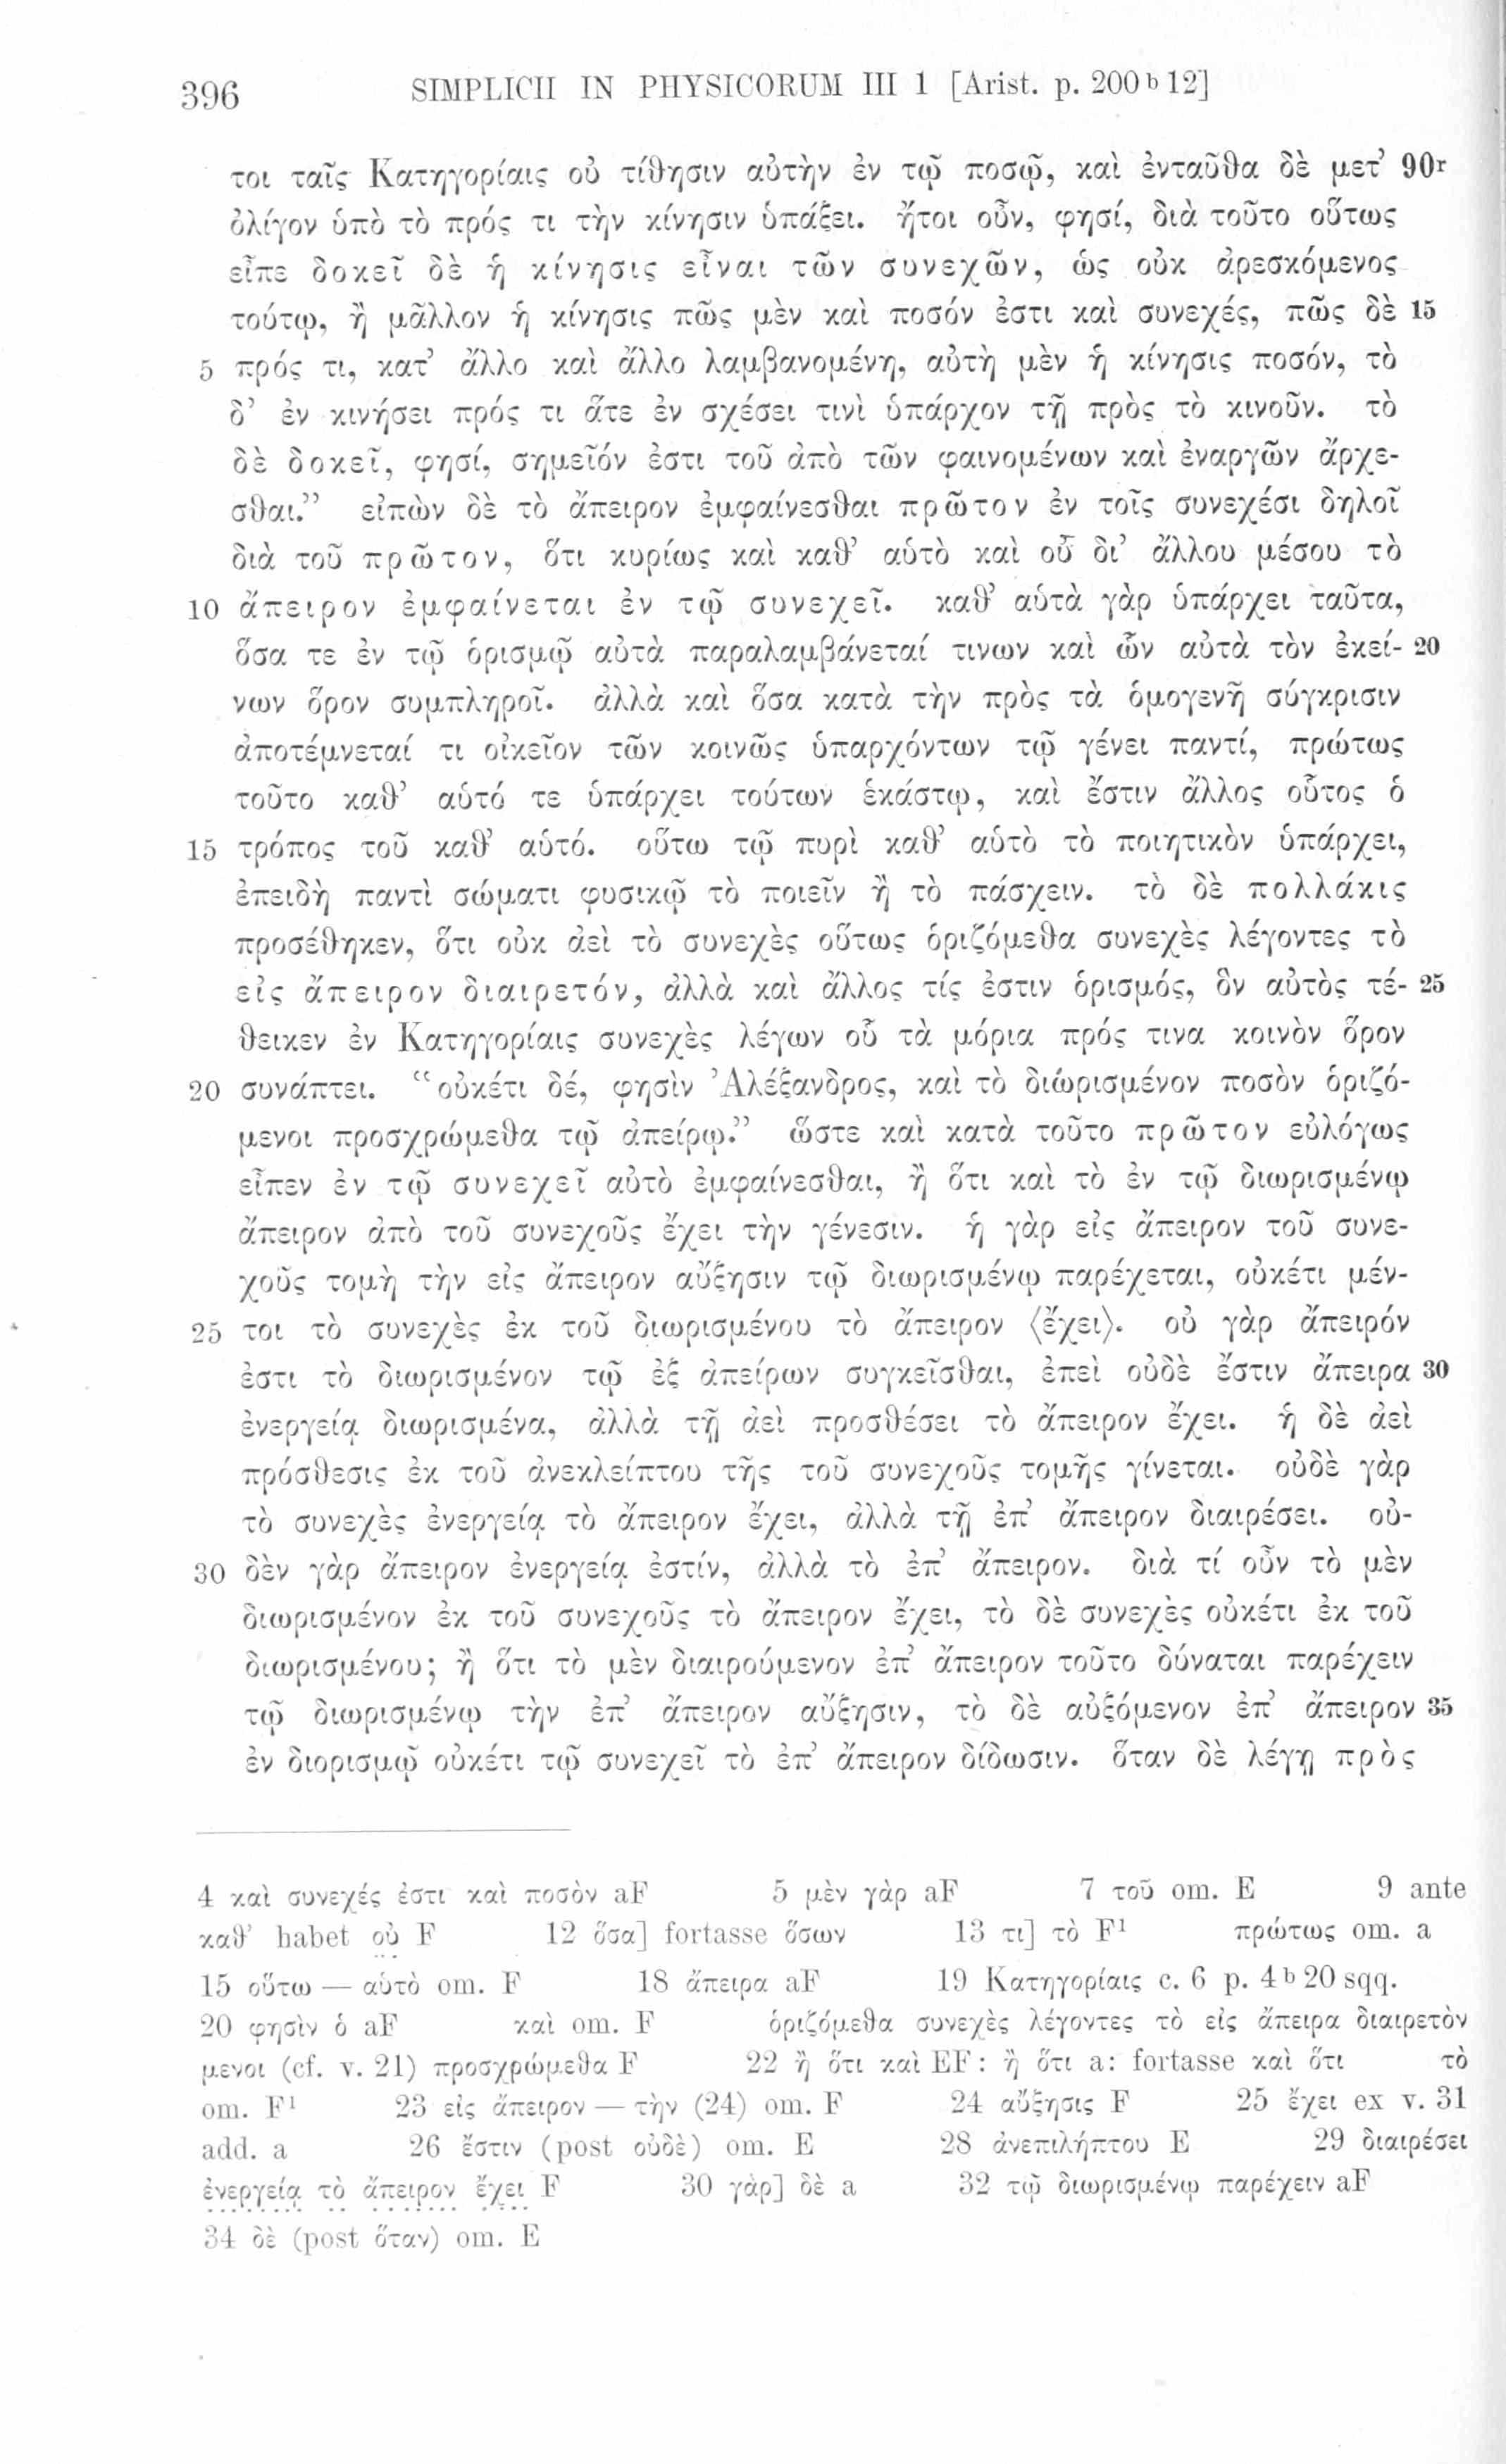 396 SIMPLICII IN PHYSICORUM III 1 [Arist. p. 200 b 12]
τοι ταῖς Κατηγορίαις οὐ τίθησιν αὐτὴν ἐν τῷ ποσῷ, καὶ ἐνταῦθα δὲ μετ’ 90r
ὀλίγον ὑπὸ τὸ πρός τι τὴν κίνησιν ὑπάξει. ἤτοι οὖν, φησί, διὰ τοῦτο οὕτως
εἶπε δοκεῖ δὲ ἡ κίνησις εἶναι τῶν συνεχῶν, ὡς οὐκ ἀρεσκόμενος
τούτῳ, ἢ μᾶλλον ἡ κίνησις πῶς μὲν καὶ ποσόν ἐστι καὶ συνεχές, πῶς δὲ 15
5 πρός τι, κατ’ ἄλλο καὶ ἄλλο λαμβανομένη, αὐτὴ μὲν ἡ κίνησις ποσόν, τὸ
δ’ ἐν κινήσει πρός τι ἅτε ἐν σχέσει τινὶ ὑπάρχον τῇ πρὸς τὸ κινοῦν. τὸ
δὲ δοκεῖ, φησί, σημεῖόν ἐστι τοῦ ἀπὸ τῶν φαινομένων καὶ ἐναργῶν ἄρχε-
σθαι.” εἰπὼν δὲ τὸ ἄπειρον ἐμφαίνεσθαι πρῶτον ἐν τοῖς συνεχέσι δηλοῖ
διὰ τοῦ πρῶτον, ὅτι κυρίως καὶ καθ’ αὑτὸ καὶ οὐ δι’ ἄλλου μέσου τὸ
10 ἄπειρον ἐμφαίνεται ἐν τῷ συνεχεῖ. καθ’ αὑτὰ γὰρ ὑπάρχει ταῦτα,
ὅσα τε ἐν τῷ ὁρισμῷ αὐτὰ παραλαμβάνεταί τινων καὶ ὧν αὐτὰ τὸν ἐκεί- 20
νων ὅρον συμπληροῖ. ἀλλὰ καὶ ὅσα κατὰ τὴν πρὸς τὰ ὁμογενῆ σύγκρισιν
ἀποτέμνεταί τι οἰκεῖον τῶν κοινῶς ὑπαρχόντων τῷ γένει παντί, πρώτως
τοῦτο καθ’ αὑτό τε ὑπάρχει τούτων ἑκάστῳ, καὶ ἔστιν ἄλλος οὗτος ὁ
15 τρόπος τοῦ καθ’ αὑτό. οὕτω τῷ πυρὶ καθ’ αὑτὸ τὸ ποιητικὸν ὑπάρχει,
ἐπειδὴ παντὶ σώματι φυσικῷ τὸ ποιεῖν ἢ τὸ πάσχειν. τὸ δὲ πολλάκις
προσέθηκεν, ὅτι οὐκ ἀεὶ τὸ συνεχὲς οὕτως ὁριζόμεθα συνεχὲς λέγοντες τὸ
εἰς ἄπειρον διαιρετόν, ἀλλὰ καὶ ἄλλος τίς ἐστιν ὁρισμός, ὃν αὐτὸς τέ- 25
θεικεν ἐν Κατηγορίαις συνεχὲς λέγων οὗ τὰ μόρια πρός τινα κοινὸν ὅρον
20 συνάπτει. “οὐκέτι δέ, φησὶν Ἀλέξανδρος, καὶ τὸ διωρισμένον ποσὸν ὁριζό-
μενοι προσχρώμεθα τῷ ἀπείρῳ.” ὥστε καὶ κατὰ τοῦτο πρῶτον εὐλόγως
εἶπεν ἐν τῷ συνεχεῖ αὐτὸ ἐμφαίνεσθαι, ἢ ὅτι καὶ τὸ ἐν τῷ διωρισμένῳ
ἄπειρον ἀπὸ τοῦ συνεχοῦς ἔχει τὴν γένεσιν. ἡ γὰρ εἰς ἄπειρον τοῦ συνε-
χοῦς τομὴ τὴν εἰς ἄπειρον αὔξησιν τῷ διωρισμένῳ παρέχεται, οὐκέτι μέν-
25 τοι τὸ συνεχὲς ἐκ τοῦ διωρισμένου τὸ ἄπειρον ⟨ἔχει⟩. οὐ γὰρ ἄπειρόν
ἐστι τὸ διωρισμένον τῷ ἐξ ἀπείρων συγκεῖσθαι, ἐπεὶ οὐδὲ ἔστιν ἄπειρα 30
ἐνεργείᾳ διωρισμένα, ἀλλὰ τῇ ἀεὶ προσθέσει τὸ ἄπειρον ἔχει. ἡ δὲ ἀεὶ
πρόσθεσις ἐκ τοῦ ἀνεκλείπτου τῆς τοῦ συνεχοῦς τομῆς γίνεται. οὐδὲ γὰρ
τὸ συνεχὲς ἐνεργείᾳ τὸ ἄπειρον ἔχει, ἀλλὰ τῇ ἐπ’ ἄπειρον διαιρέσει. οὐ-
30 δὲν γὰρ ἄπειρον ἐνεργείᾳ ἐστίν, ἀλλὰ τὸ ἐπ’ ἄπειρον. διὰ τί οὖν τὸ μὲν
διωρισμένον ἐκ τοῦ συνεχοῦς τὸ ἄπειρον ἔχει, τὸ δὲ συνεχὲς οὐκέτι ἐκ τοῦ
διωρισμένου; ἢ ὅτι τὸ μὲν διαιρούμενον ἐπ’ ἄπειρον τοῦτο δύναται παρέχειν
τῷ διωρισμένῳ τὴν ἐπ’ ἄπειρον αὔξησιν, τὸ δὲ αὐξόμενον ἐπ’ ἄπειρον 35
ἐν διορισμῷ οὐκέτι τῷ συνεχεῖ τὸ ἐπ’ ἄπειρον δίδωσιν. ὅταν δὲ λέγῃ πρὸς
4 καὶ συνεχές ἐστι καὶ ποσὸν aF 5 μὲν γὰρ aF 7 τοῦ om. E 9 ante
καθ’ habet οὐ F 12 ὅσα] fortasse ὅσων 13 τι] τὸ F¹ πρώτως om. a
15 οὕτω — αὑτὸ om. F 18 ἄπειρα aF 19 Κατηγορίαις c. 6 p. 4 b 20 sqq.
20 φησὶν ὁ aF καὶ om. F ὁριζόμεθα συνεχὲς λέγοντες τὸ εἰς ἄπειρα διαιρετὸν
μενοι (cf. v. 21) προσχρώμεθα F 22 ἢ ὅτι καὶ EF: ἢ ὅτι a: fortasse καὶ ὅτι τὸ
om. F¹ 23 εἰς ἄπειρον — τὴν (24) om. F 24 αὔξησις F 25 ἔχει ex v. 31
add. a 26 ἔστιν (post οὐδὲ) om. E 28 ἀνεπιλήπτου E 29 διαιρέσει
ἐνεργείᾳ τὸ ἄπειρον ἔχει F 30 γὰρ] δὲ a 32 τῷ διωρισμένῳ παρέχειν aF
34 δὲ (post ὅταν) om. E